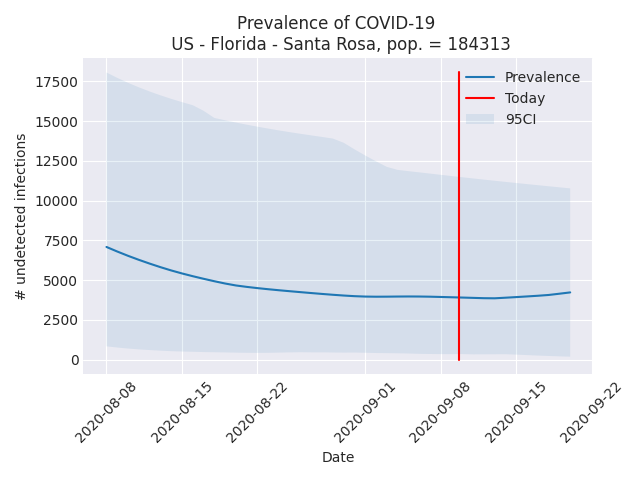 Prevalence of COVID-19
US - Florida - Santa Rosa, pop. = 184313
Prevalence
Today
95CI
17500
15000
12500
10000
7500
5000
2500
0
# undetected infections
2020-08-08
2020-08-15
2020-08-22
2020-09-01
2020-09-08
2020-09-15
2020-09-22
Date